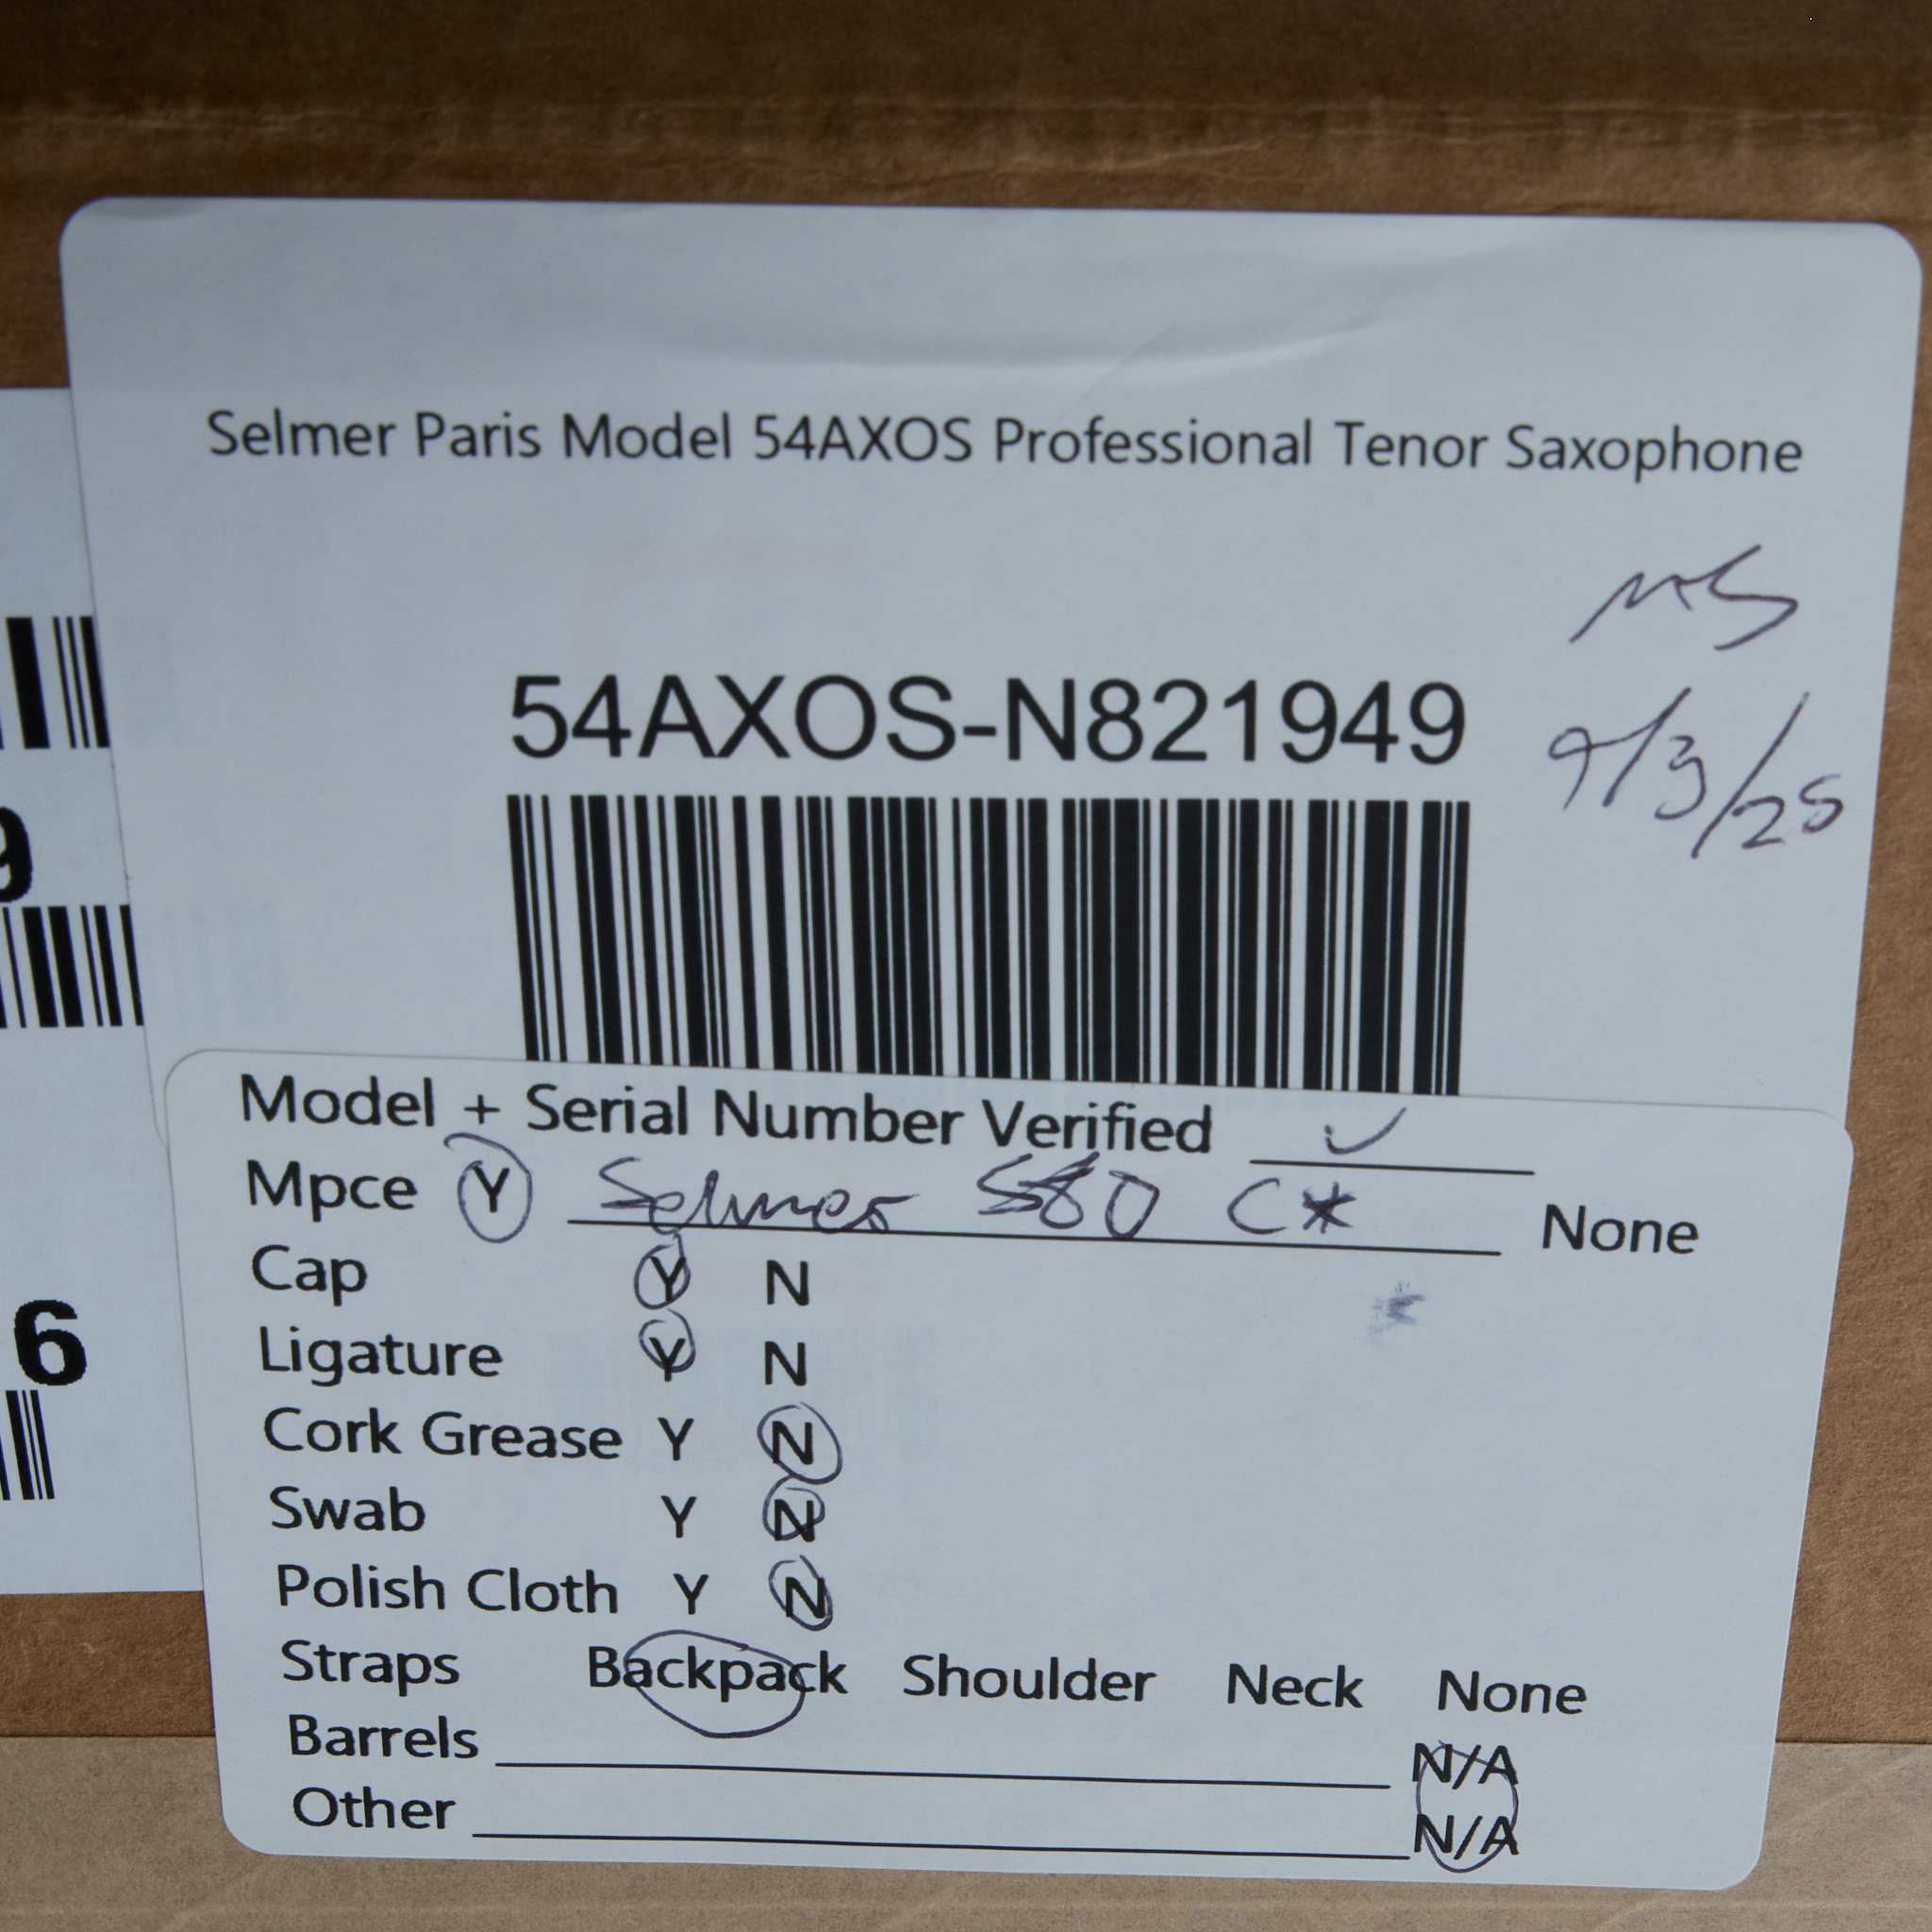 Selmer Paris Model 54AXOS Professional Tenor Saxophone
MS
54AXOS-N821949
9/3/25
9
6
Model + Serial Number Verified ✓
Mpce Y Selmer S80 C* None
Cap Y N
Ligature Y N
Cork Grease Y N
Swab Y N
Polish Cloth Y N
Straps Backpack Shoulder Neck None
Barrels N/A
Other N/A